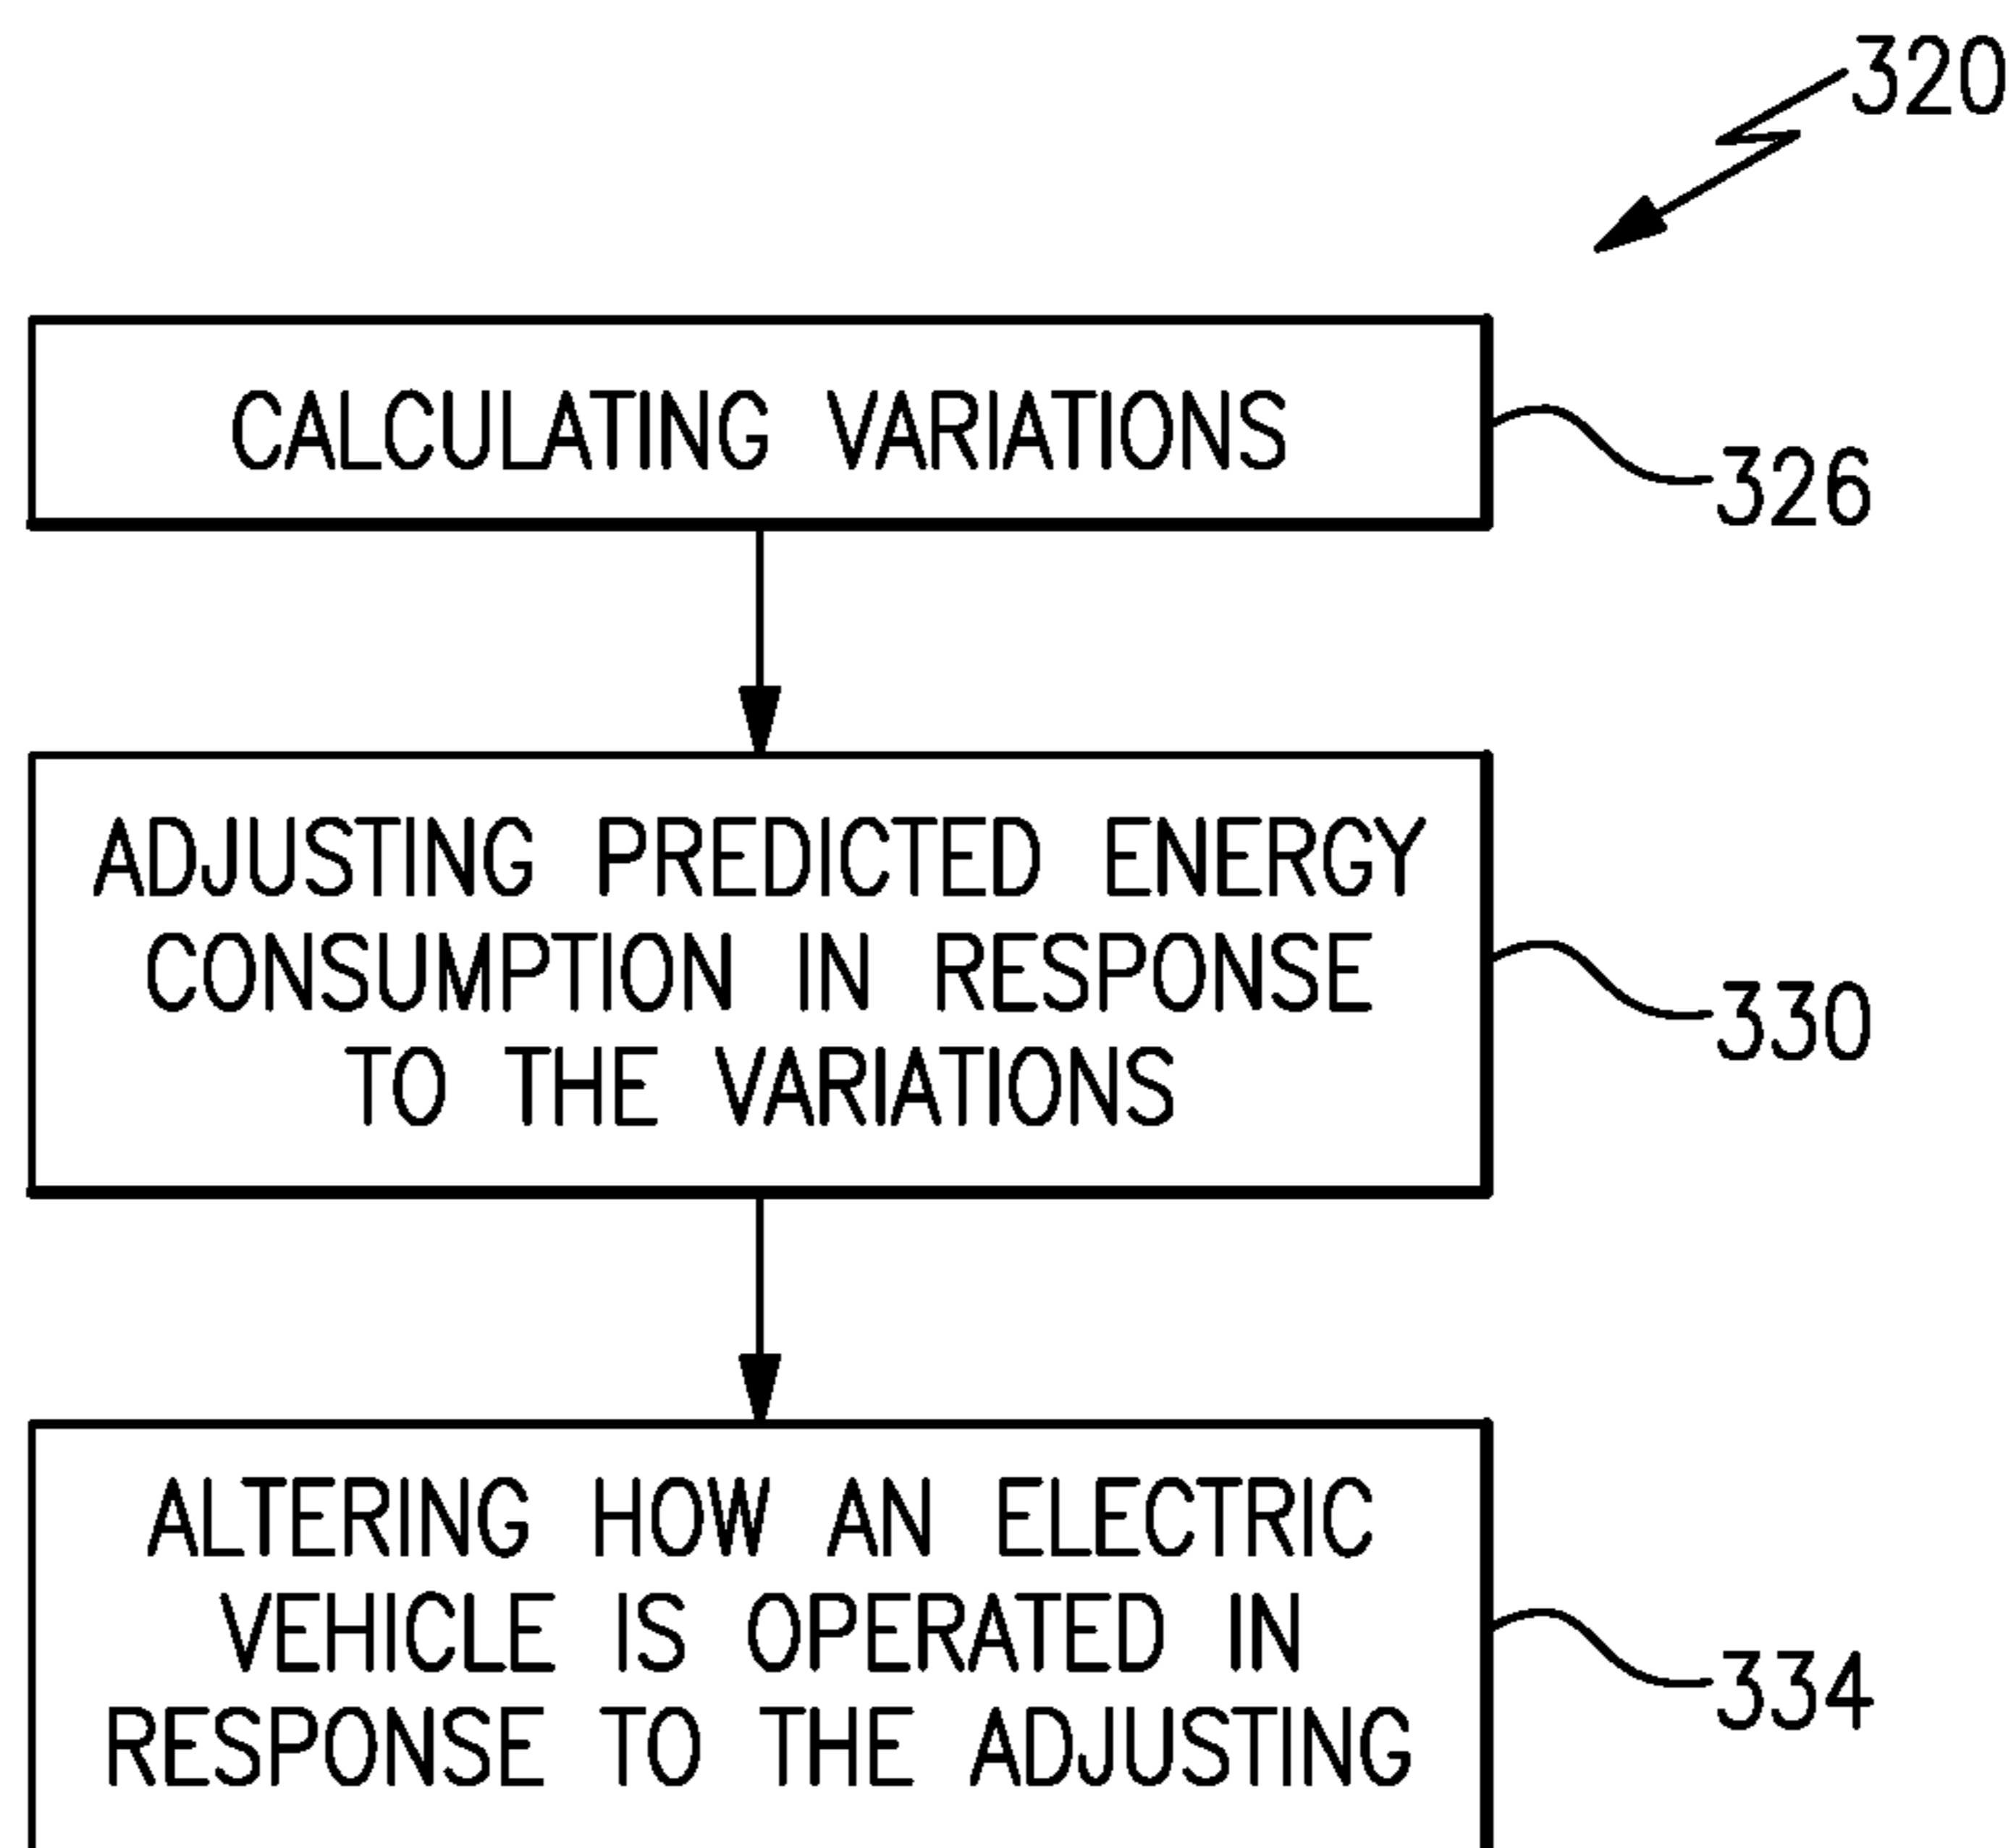 320
CALCULATING VARIATIONS
326
ADJUSTING PREDICTED ENERGY
CONSUMPTION IN RESPONSE
TO THE VARIATIONS
330
ALTERING HOW AN ELECTRIC
VEHICLE IS OPERATED IN
RESPONSE TO THE ADJUSTING
334